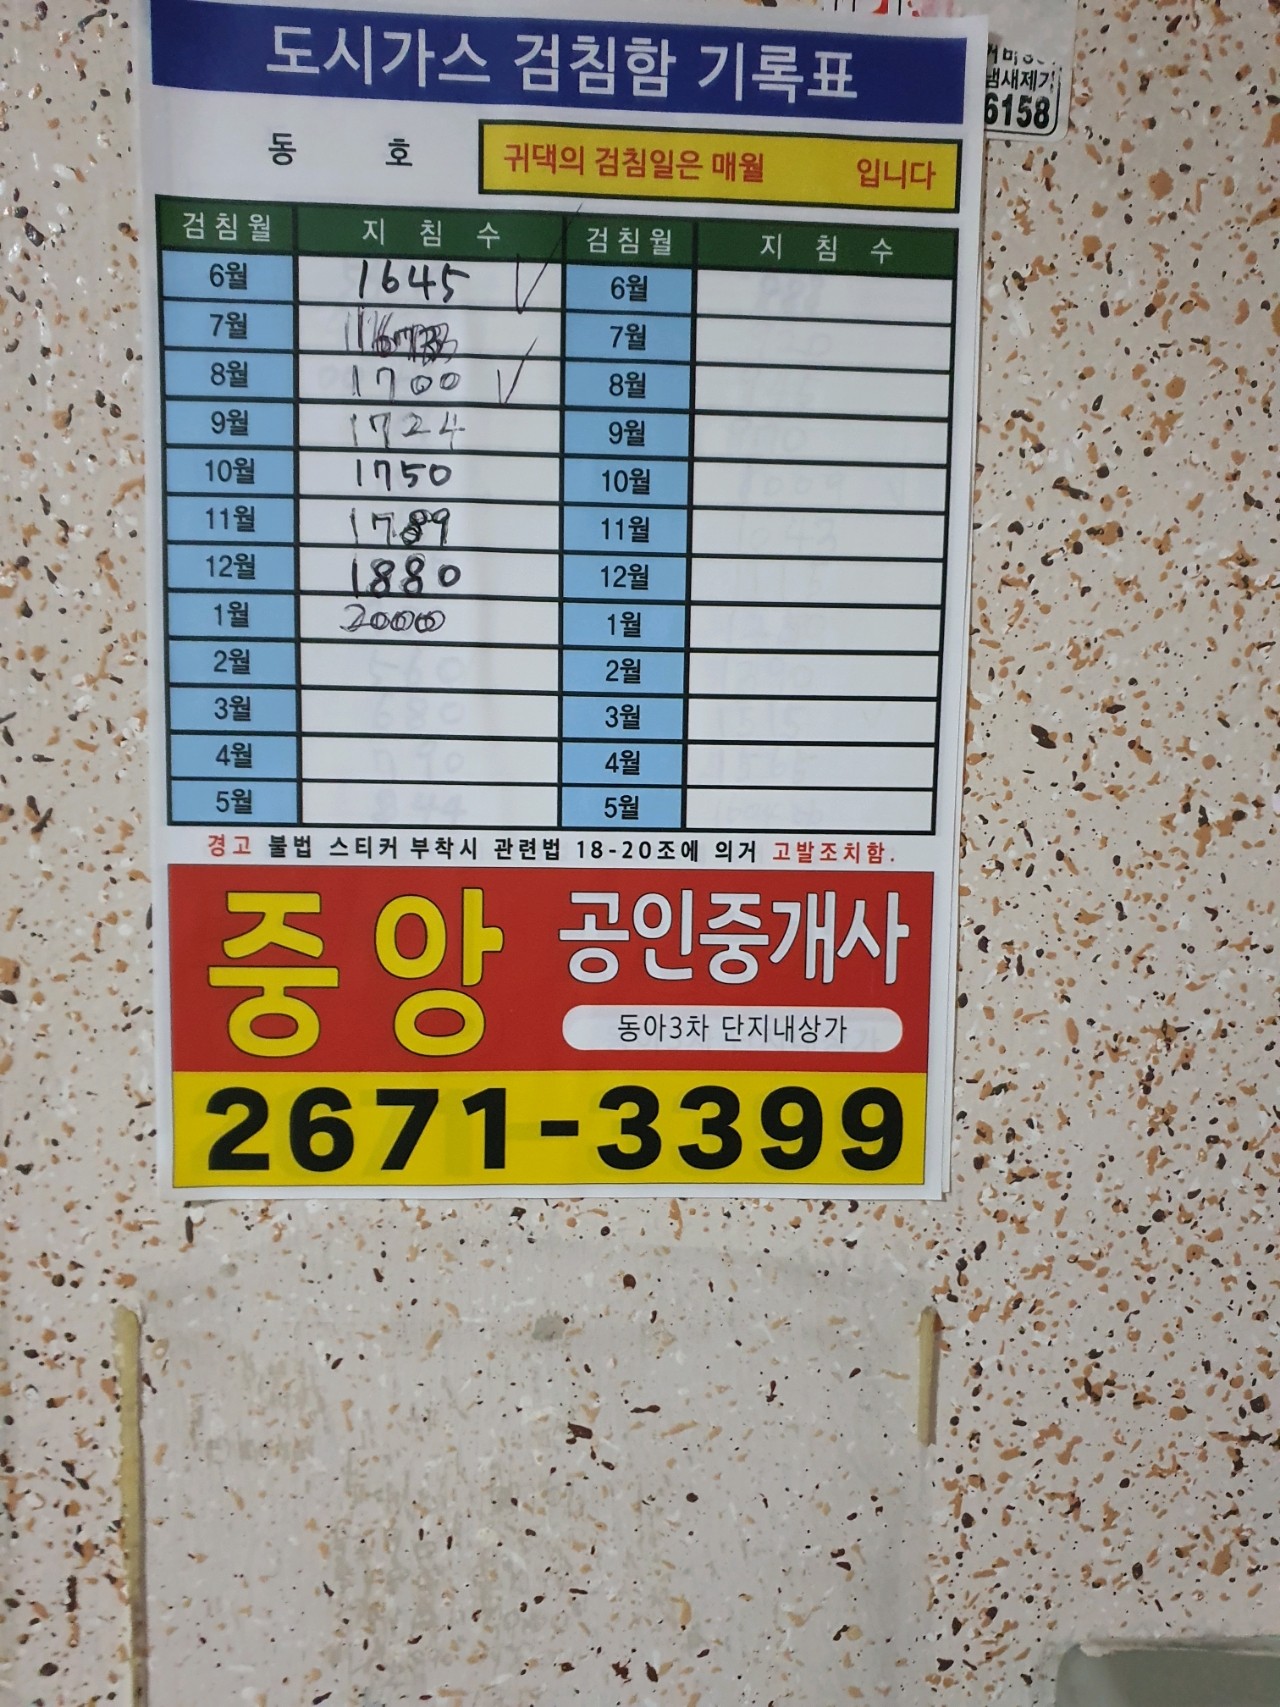 냄새제거
6158
도시가스 검침함 기록표
동 호 귀댁의 검침일은 매월 입니다
검침월 지 침 수 검침월 지 침 수
6월 1645 6월
7월 7월
8월 1700 8월
9월 1724 9월
10월 1750 10월
11월 1789 11월
12월 1880 12월
1월 20000 1월
2월 2월
3월 3월
4월 4월
5월 5월
경고 불법 스티커 부착시 관련법 18-20조에 의거 고발조치함.
중앙 공인중개사
동아3차 단지내상가
2671-3399